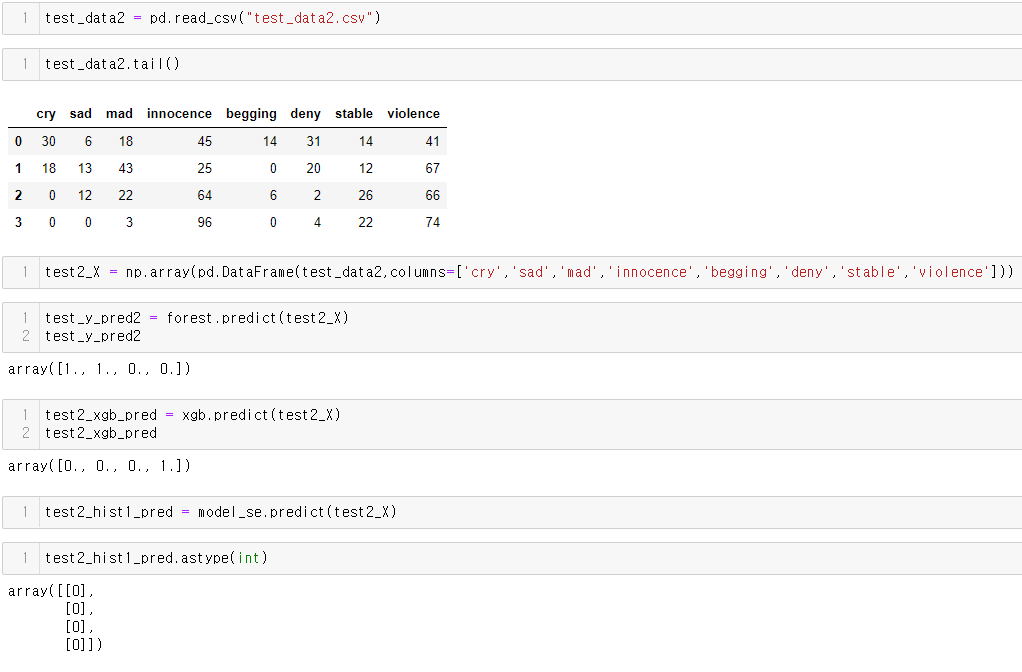 1 test_data2 = pd.read_csv("test_data2.csv")
1 test_data2.tail()
cry sad mad innocence begging deny stable violence
0 30 6 18 45 14 31 14 41
1 18 13 43 25 0 20 12 67
2 0 12 22 64 6 2 26 66
3 0 0 3 96 0 4 22 74
1 test2_X = np.array(pd.DataFrame(test_data2,columns=['cry','sad','mad','innocence','begging','deny','stable','violence']))
1 test_y_pred2 = forest.predict(test2_X)
2 test_y_pred2
array([1., 1., 0., 0.])
1 test2_xgb_pred = xgb.predict(test2_X)
2 test2_xgb_pred
array([0., 0., 0., 1.])
1 test2_hist1_pred = model_se.predict(test2_X)
1 test2_hist1_pred.astype(int)
array([[0],
[0],
[0],
[0]])